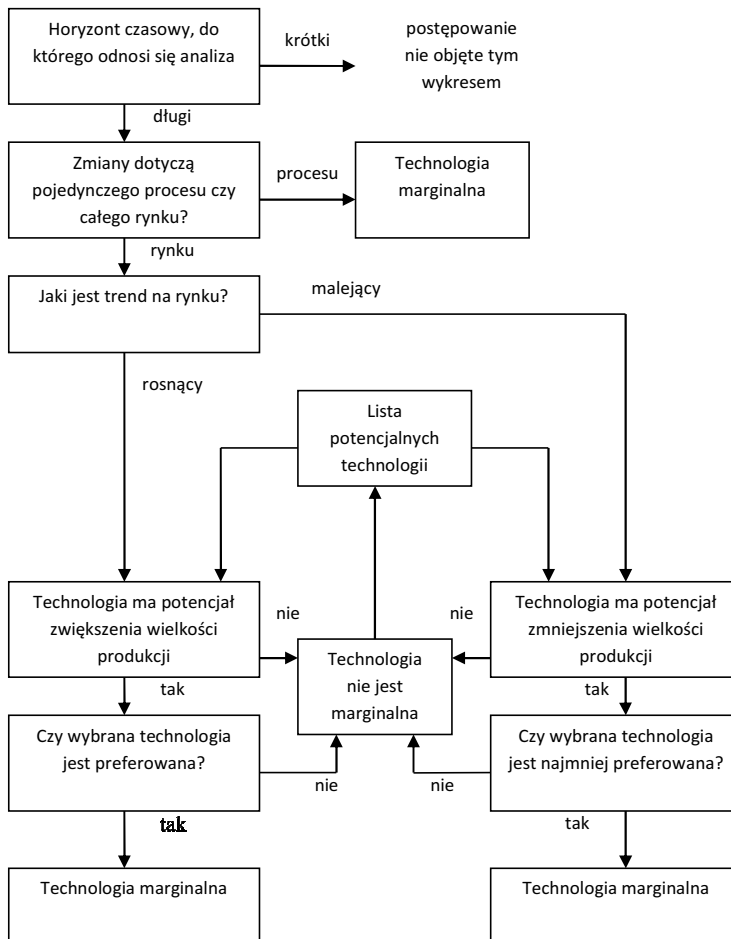 Horyzont czasowy, do
którego odnosi się analiza
krótki
postępowanie
nie objęte tym
wykresem
długi
Zmiany dotyczą
pojedynczego procesu czy
całego rynku?
procesu
Technologia
marginalna
rynku
Jaki jest trend na rynku?
malejący
rosnący
Lista
potencjalnych
technologii
Technologia ma potencjał
zwiększenia wielkości
produkcji
nie
Technologia
nie jest
marginalna
nie
Technologia ma potencjał
zmniejszenia wielkości
produkcji
tak
tak
Czy wybrana technologia
jest preferowana?
nie
nie
Czy wybrana technologia
jest najmniej preferowana?
tak
tak
Technologia marginalna
Technologia marginalna